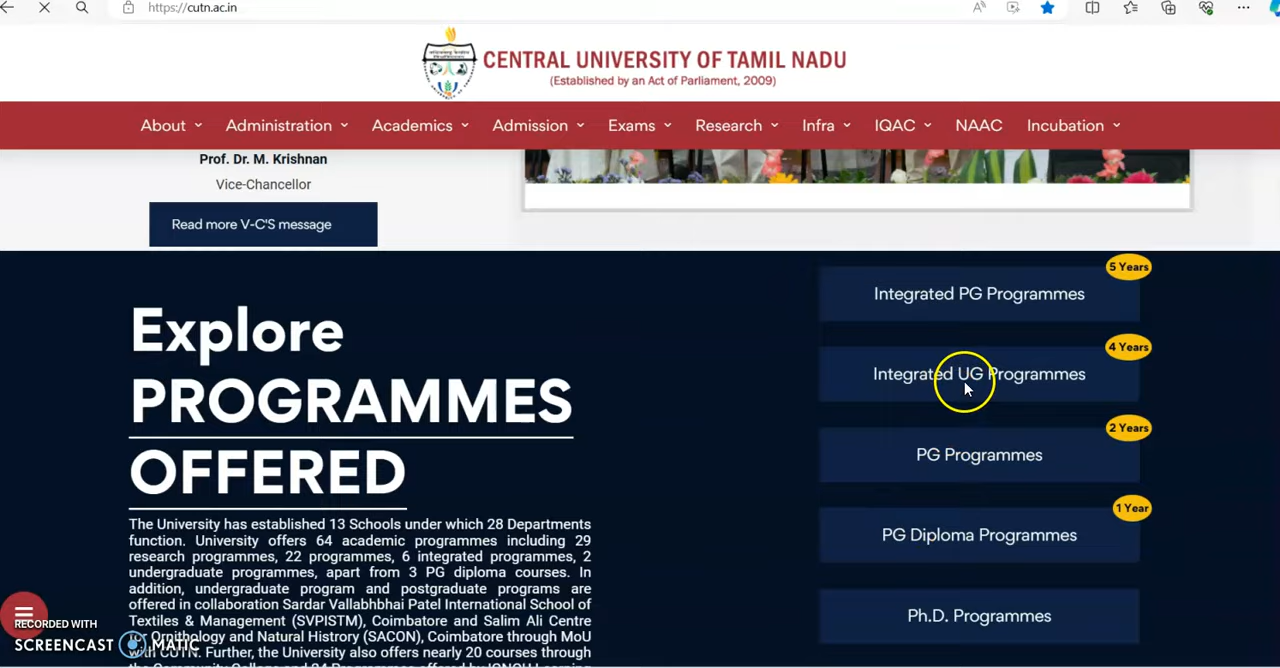 https://cutn.ac.in
CENTRAL UNIVERSITY OF TAMIL NADU
(Established by an Act of Parliament, 2009)
About Administration Academics Admission Exams Research Infra IQAC NAAC Incubation
Prof. Dr. M. Krishnan
Vice-Chancellor
Read more V-C'S message
Explore
PROGRAMMES
OFFERED
The University has established 13 Schools under which 28 Departments
function. University offers 64 academic programmes including 29
research programmes, 22 programmes, 6 integrated programmes, 2
undergraduate programmes, apart from 3 PG diploma courses. In
addition, undergraduate program and postgraduate programs are
offered in collaboration Sardar Vallabhbhai Patel International School of
Textiles & Management (SVPISTM), Coimbatore and Salim Ali Centre
for Ornithology and Natural Histrory (SACON), Coimbatore through MoU
with CUTN. Further, the University also offers nearly 20 courses through
5 Years
Integrated PG Programmes
4 Years
Integrated UG Programmes
2 Years
PG Programmes
1 Year
PG Diploma Programmes
Ph.D. Programmes
RECORDED WITH
SCREENCAST MATIC